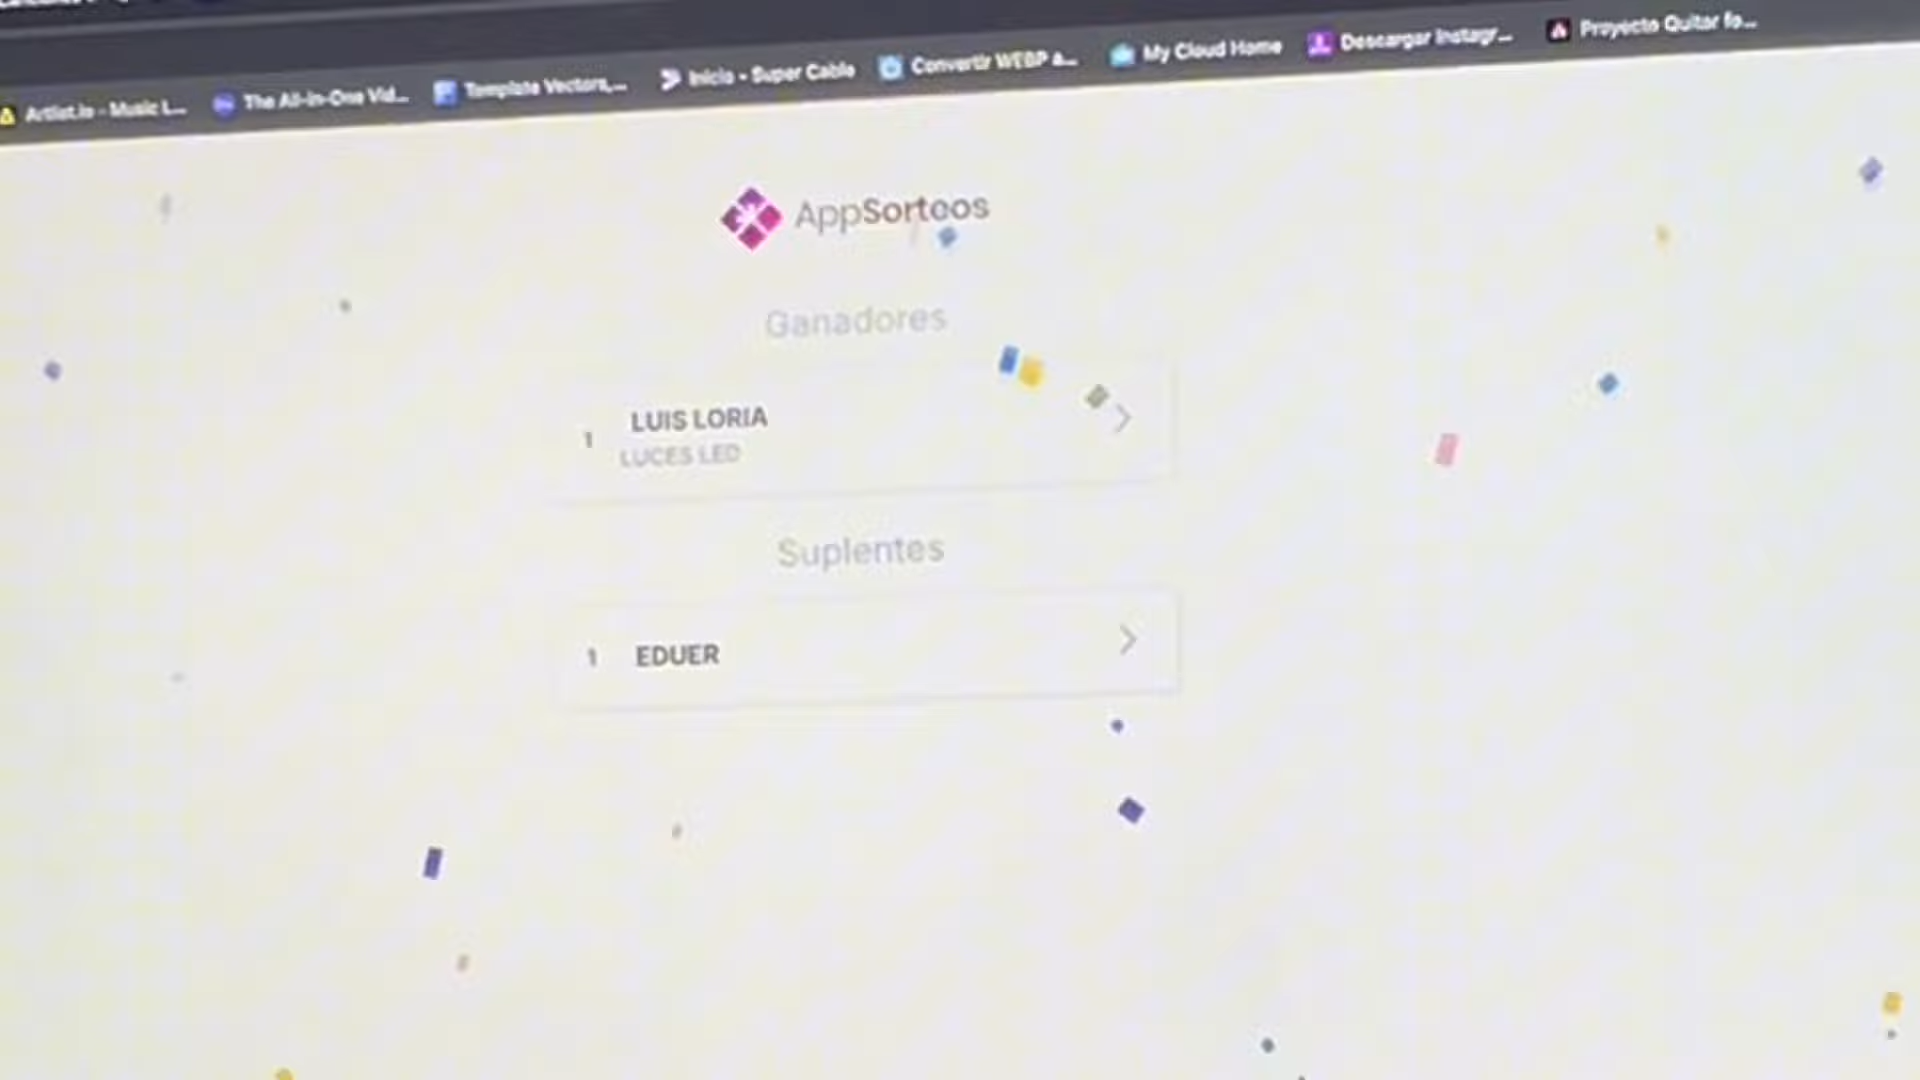 Artlist.io - Music L...
The All-in-One Vid...
Template Vectors,...
Inicio - Super Cable
Convertir WEBP a...
My Cloud Home
Descargar Instagr...
Proyecto Quitar fo...
AppSorteos
Ganadores
1 LUIS LORIA
LUCES LED
Suplentes
1 EDUER